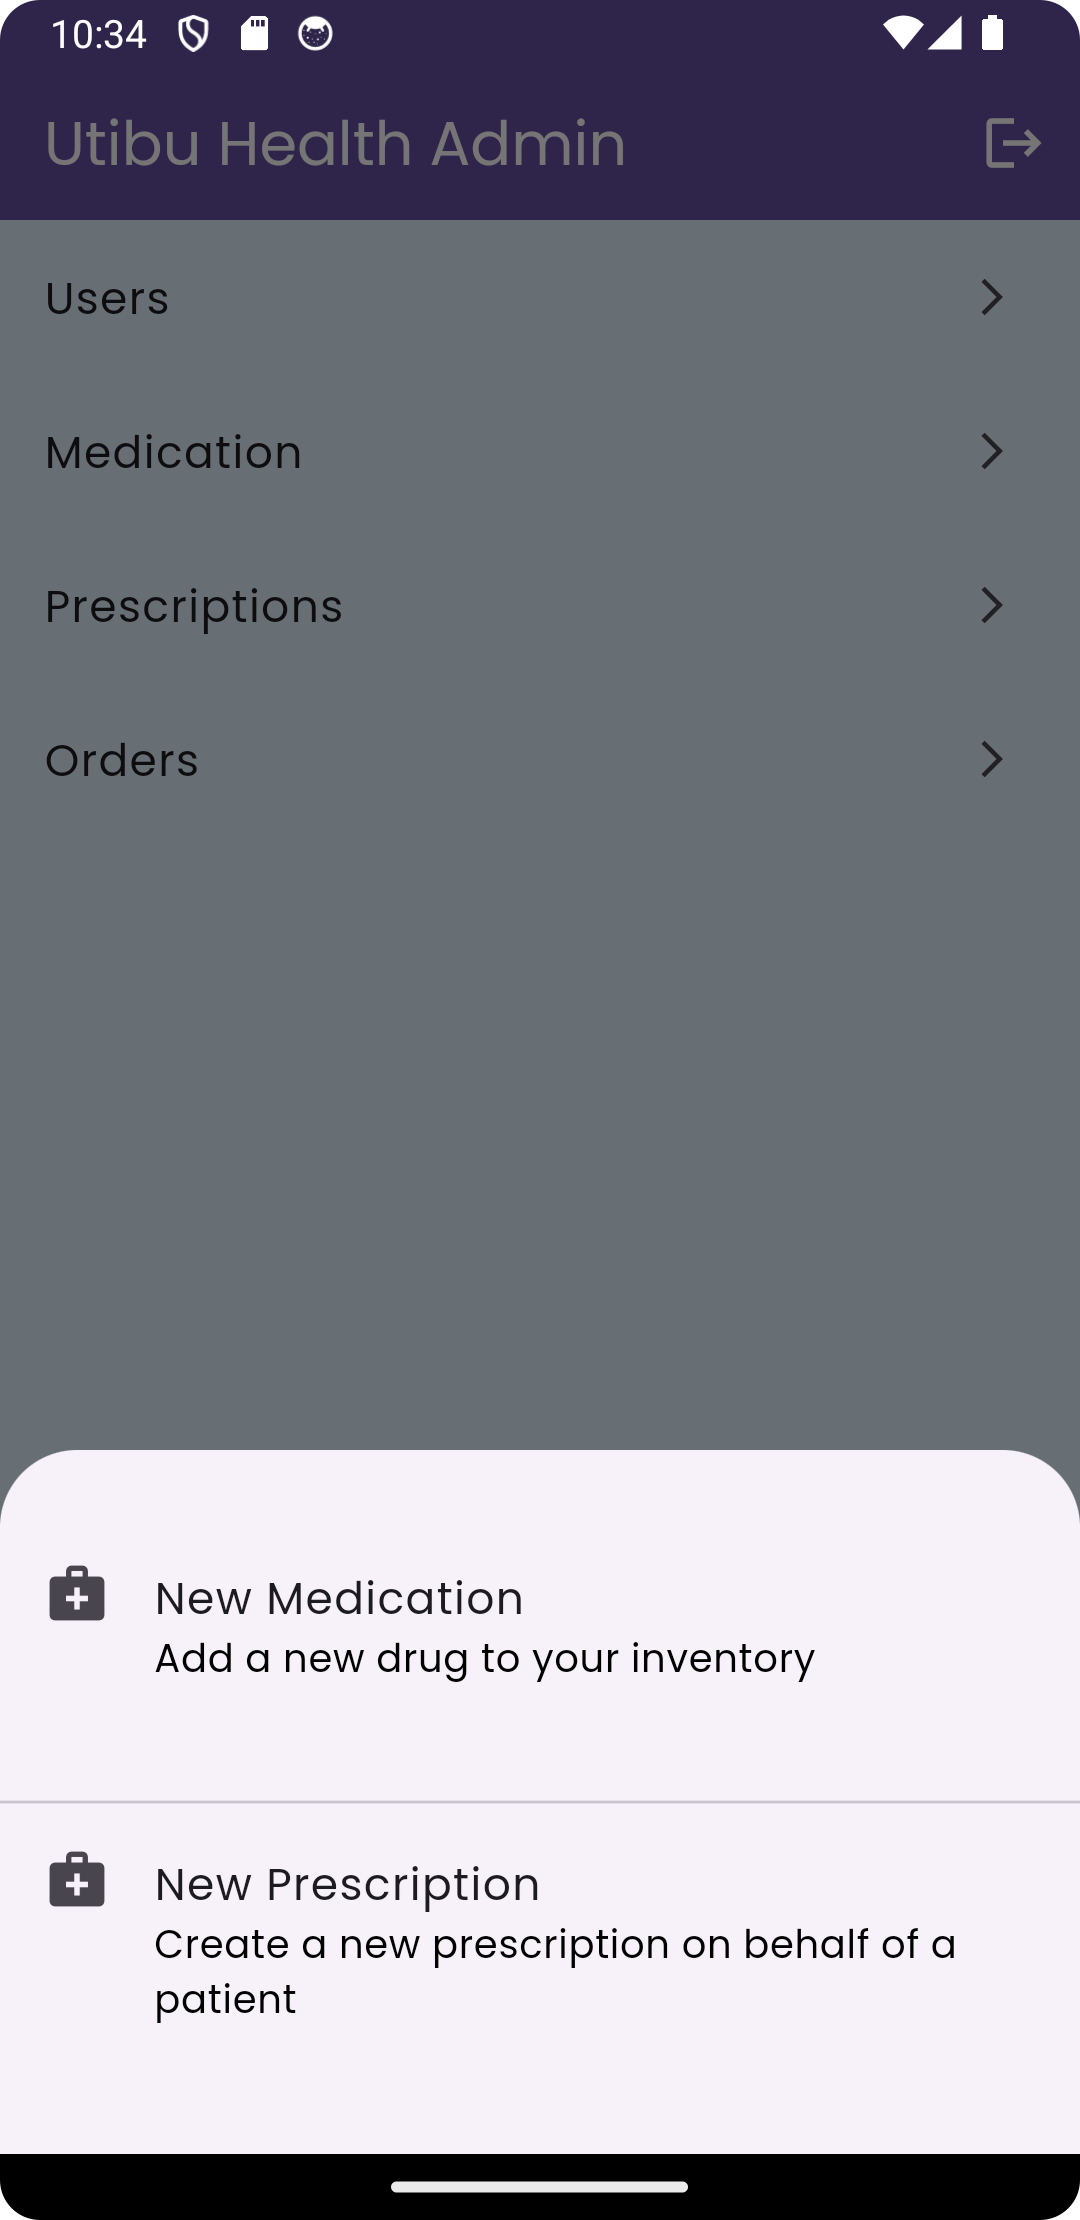 10:34
Utibu Health Admin
Users
Medication
Prescriptions
Orders
New Medication
Add a new drug to your inventory
New Prescription
Create a new prescription on behalf of a
patient